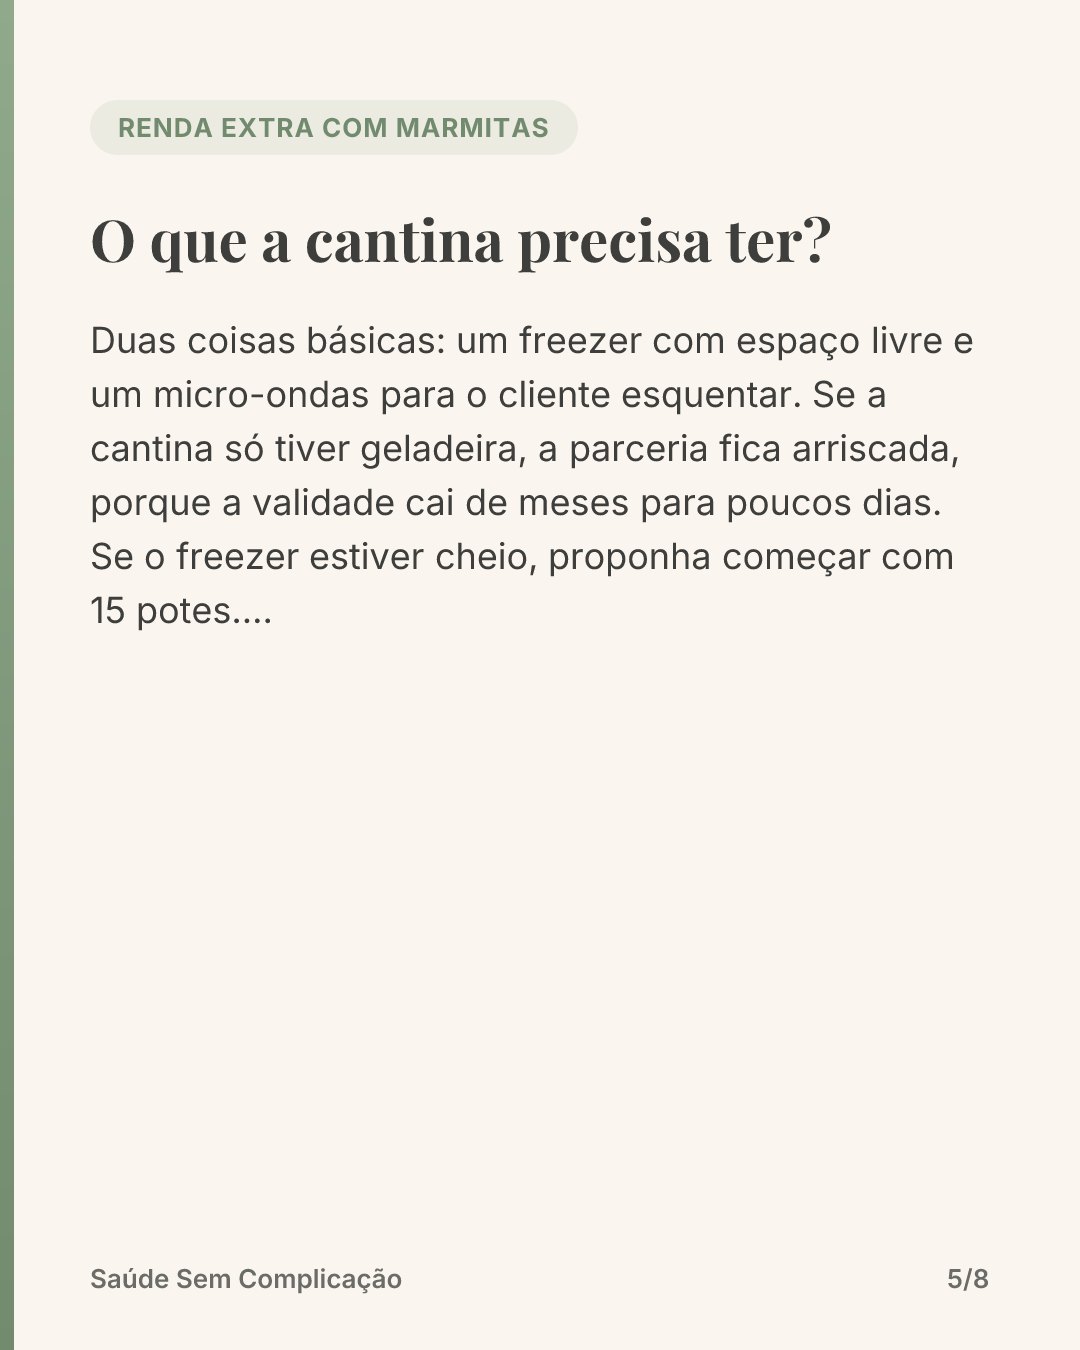 RENDA EXTRA COM MARMITAS
O que a cantina precisa ter?
Duas coisas básicas: um freezer com espaço livre e
um micro-ondas para o cliente esquentar. Se a
cantina só tiver geladeira, a parceria fica arriscada,
porque a validade cai de meses para poucos dias.
Se o freezer estiver cheio, proponha começar com
15 potes....
Saúde Sem Complicação
5/8